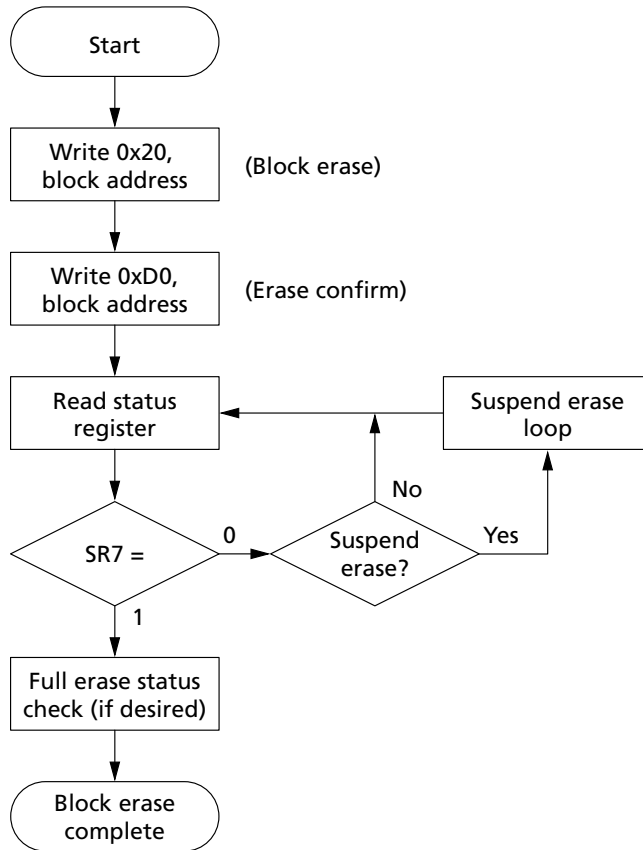 Start
Write 0x20,
block address
(Block erase)
Write 0xD0,
block address
(Erase confirm)
Read status
register
Suspend erase
loop
No
SR7 =
0
Suspend
erase?
Yes
1
Full erase status
check (if desired)
Block erase
complete